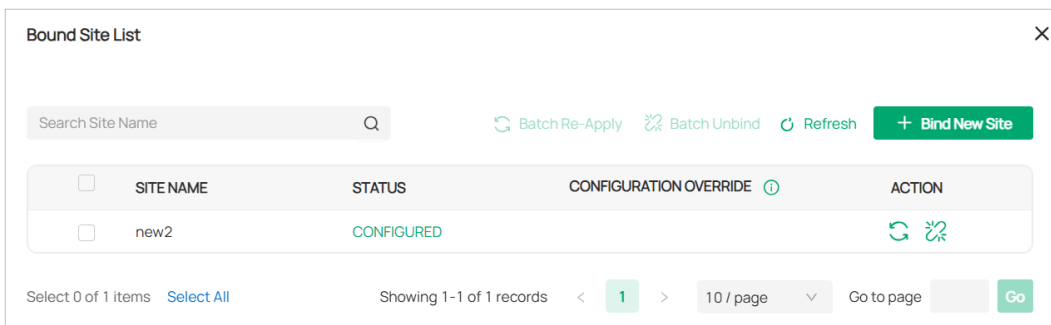 Bound Site List
Search Site Name Batch Re-Apply Batch Unbind Refresh + Bind New Site
SITE NAME STATUS CONFIGURATION OVERRIDE ACTION
new2 CONFIGURED
Select 0 of 1 items Select All Showing 1-1 of 1 records < 1 > 10 / page Go to page Go